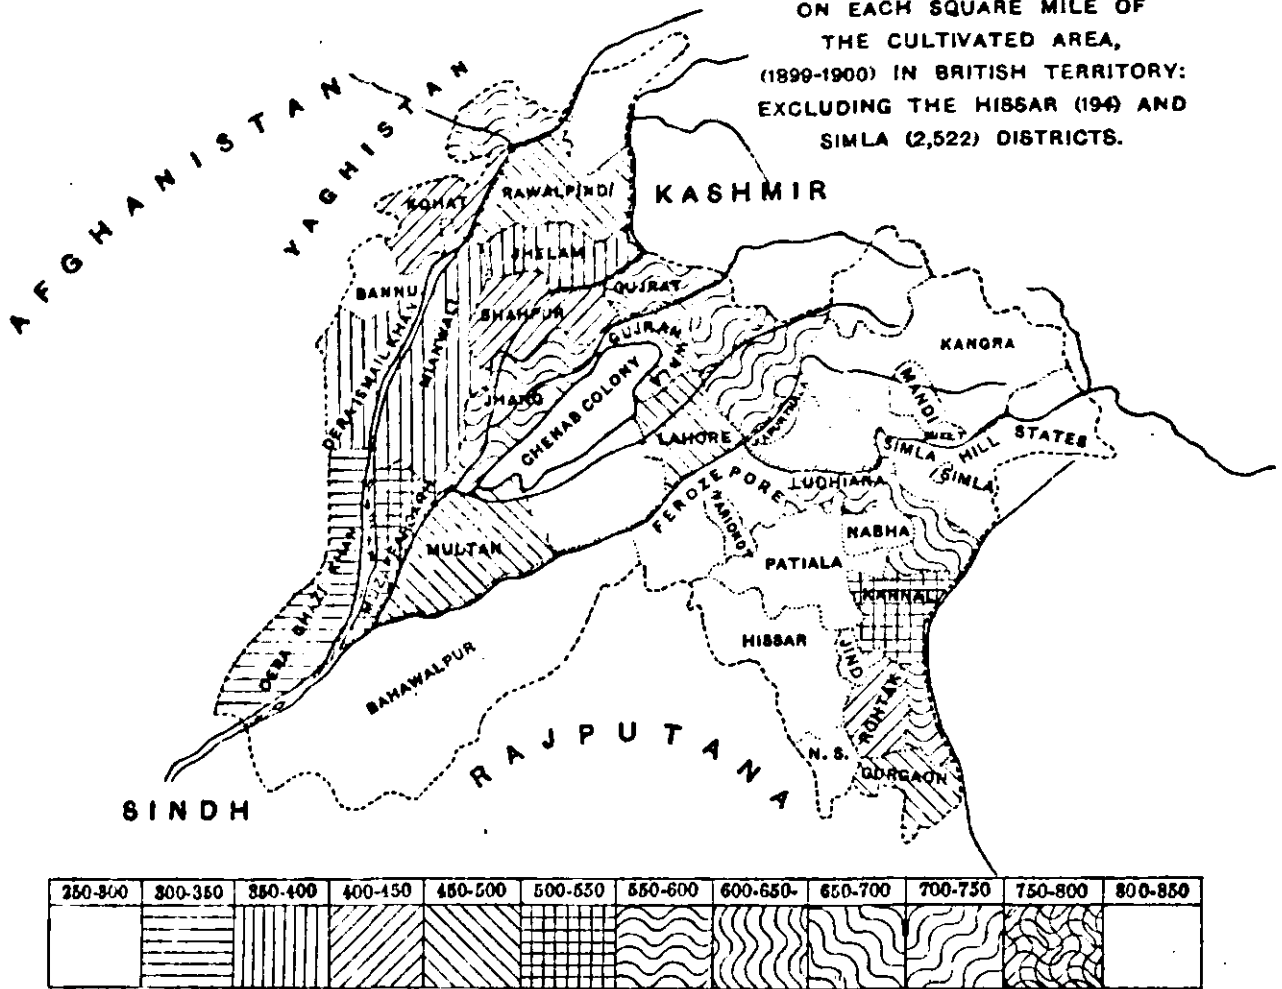 ON EACH SQUARE MILE OF
THE CULTIVATED AREA,
(1899-1900) IN BRITISH TERRITORY:
EXCLUDING THE HISSAR (194) AND
SIMLA (2,522) DISTRICTS.
AFGHANISTAN
YAGHISTAN
KASHMIR
KOHAT
RAWALPINDI
JHELAM
BANNU
GUJRAT
SHAHPUR
DERA ISMAIL KHAN
MIANWALI
GUJRANWALA
KANGRA
JHANG
CHENAB COLONY
MANDI
KAPURTHALA
LAHORE
SUKET
SIMLA HILL STATES
SIMLA
FEROZEPORE
LUDHIANA
FARIDKOT
NABHA
MULTAN
MUZAFFARGARH
PATIALA
DERA GHAZI KHAN
KARNAL
HISSAR
JIND
BAHAWALPUR
ROHTAK
RAJPUTANA
N. S.
GURGAON
SINDH
250-300 300-350 350-400 400-450 450-500 500-550 550-600 600-650- 650-700 700-750 750-800 800-850